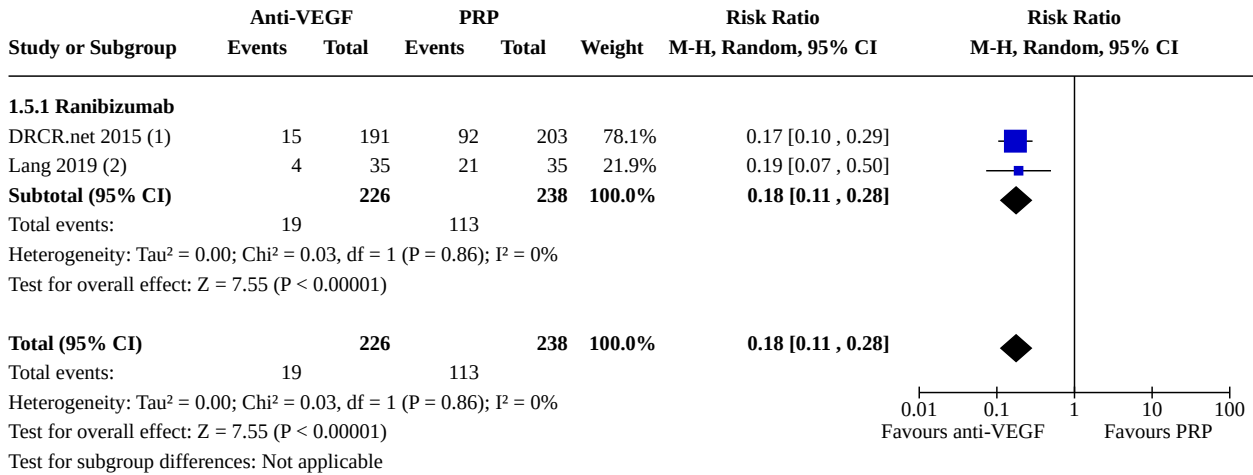 Anti-VEGF PRP Risk Ratio Risk Ratio
Study or Subgroup Events Total Events Total Weight M-H, Random, 95% CI M-H, Random, 95% CI
1.5.1 Ranibizumab
DRCR.net 2015 (1) 15 191 92 203 78.1% 0.17 [0.10 , 0.29]
Lang 2019 (2) 4 35 21 35 21.9% 0.19 [0.07 , 0.50]
Subtotal (95% CI) 226 238 100.0% 0.18 [0.11 , 0.28]
Total events: 19 113
Heterogeneity: Tau² = 0.00; Chi² = 0.03, df = 1 (P = 0.86); I² = 0%
Test for overall effect: Z = 7.55 (P < 0.00001)
Total (95% CI) 226 238 100.0% 0.18 [0.11 , 0.28]
Total events: 19 113
Heterogeneity: Tau² = 0.00; Chi² = 0.03, df = 1 (P = 0.86); I² = 0% 0.01 0.1 1 10 100
Test for overall effect: Z = 7.55 (P < 0.00001) Favours anti-VEGF Favours PRP
Test for subgroup differences: Not applicable